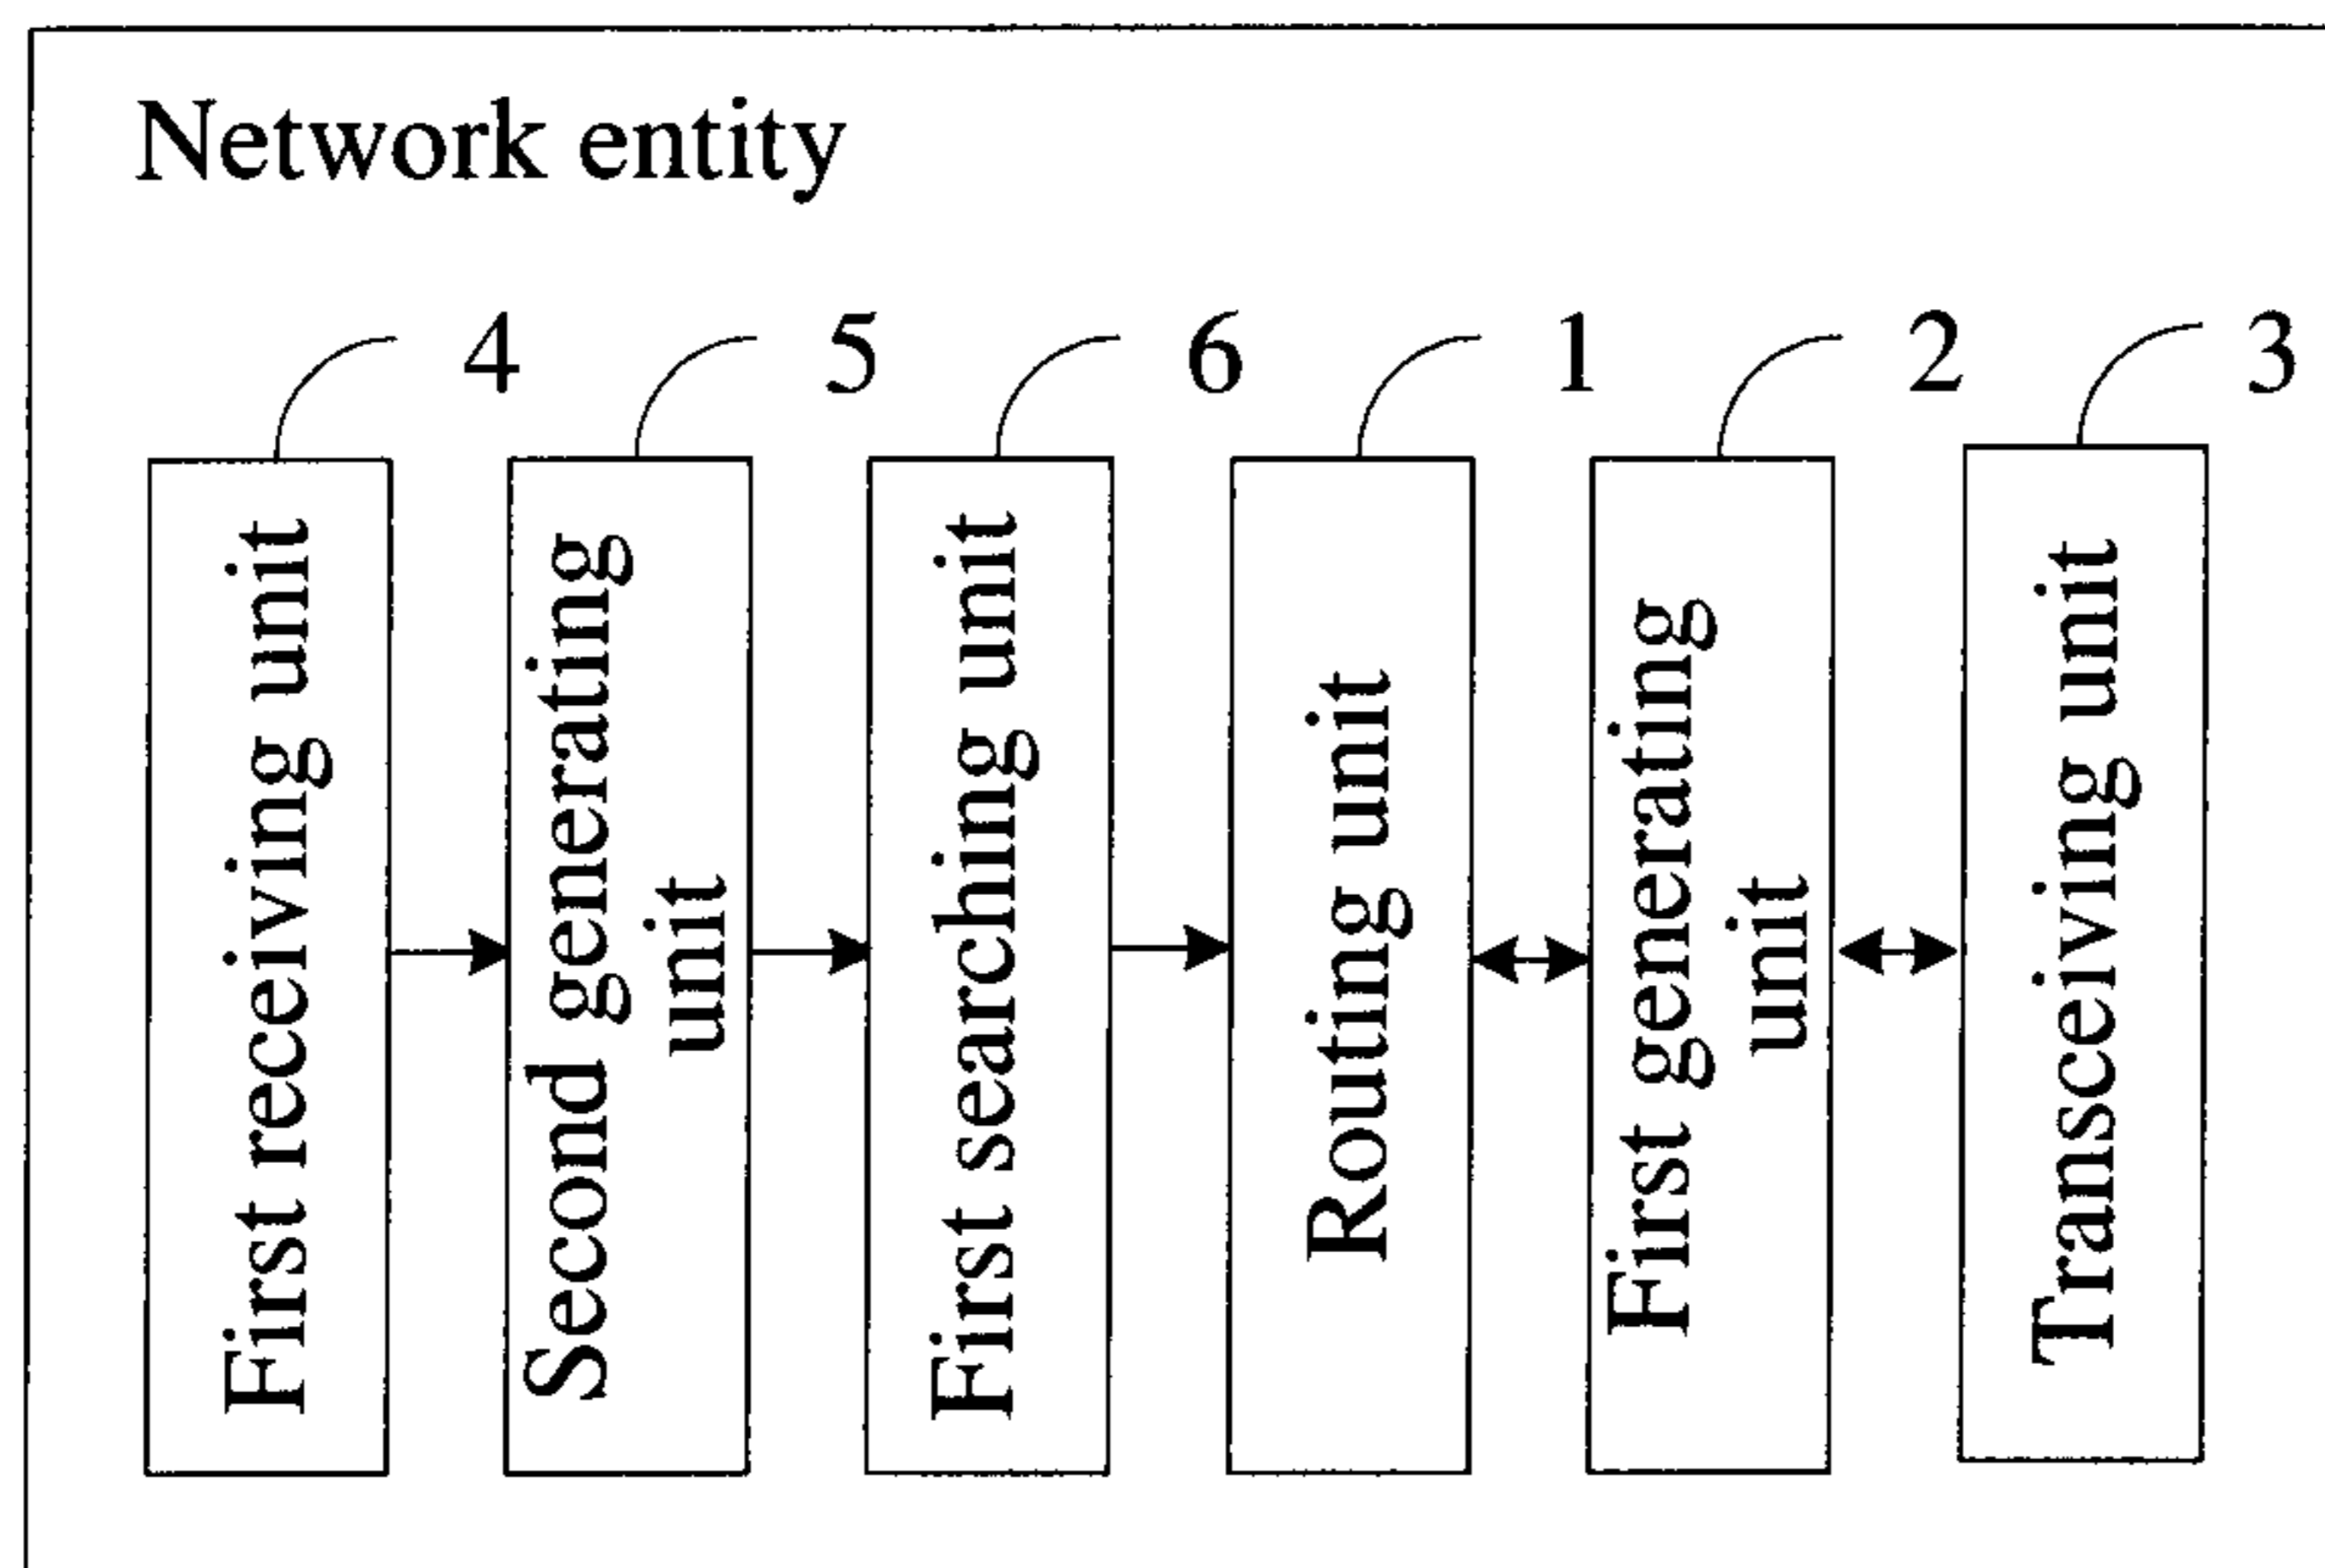 Network entity
4
5
6
1
2
3
First receiving unit
Second generating
unit
First searching unit
Routing unit
First generating
unit
Transceiving unit